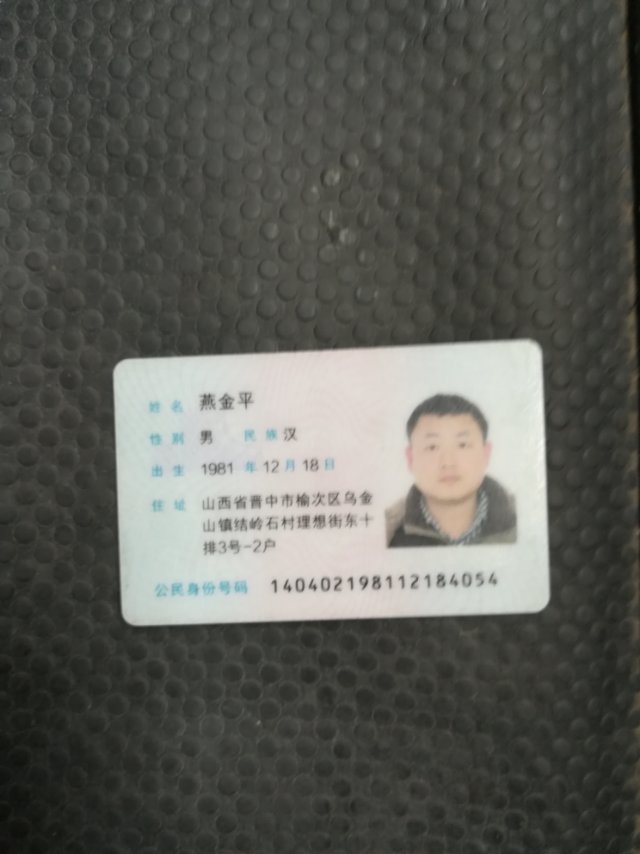 姓名 燕金平
性别 男 民族 汉
出生 1981 年 12 月 18 日
住址 山西省晋中市榆次区乌金
山镇结岭石村理想街东十
排3号-2户
公民身份号码 140402198112184054